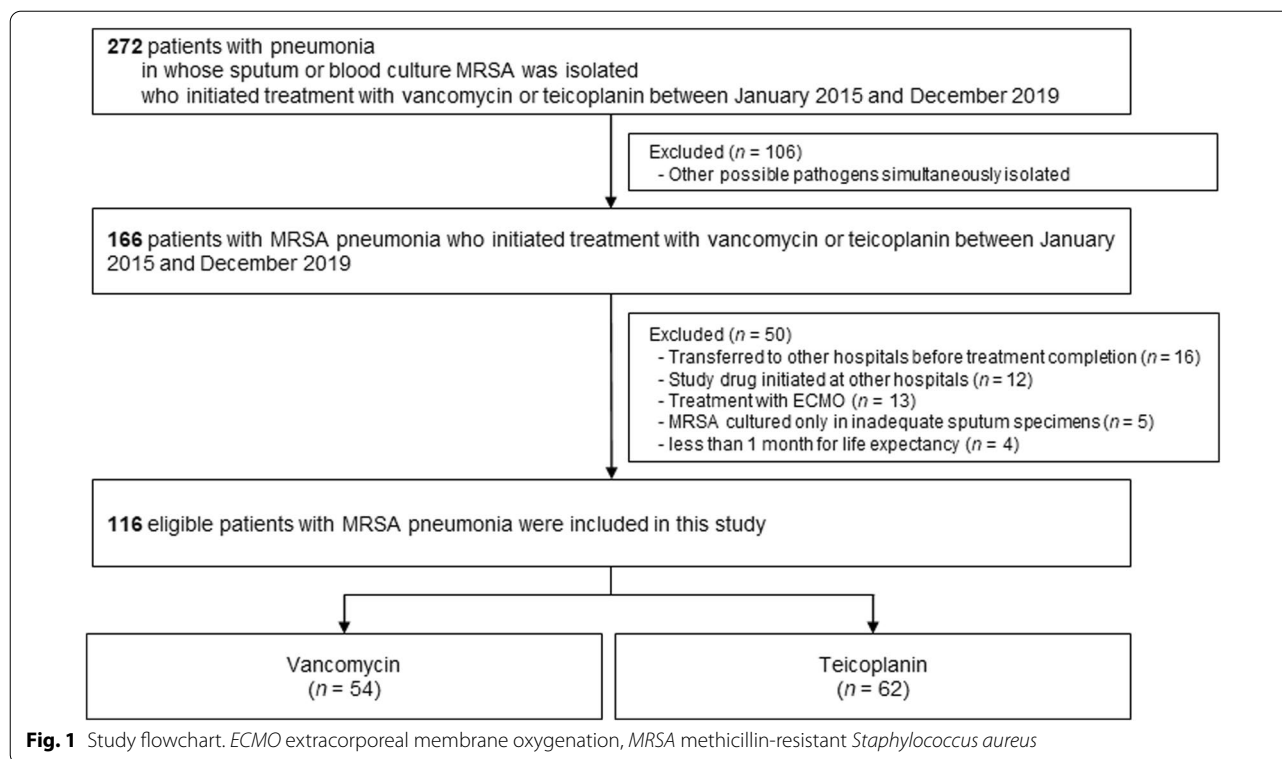 272 patients with pneumonia
in whose sputum or blood culture MRSA was isolated
who initiated treatment with vancomycin or teicoplanin between January 2015 and December 2019
Excluded (n = 106)
- Other possible pathogens simultaneously isolated
166 patients with MRSA pneumonia who initiated treatment with vancomycin or teicoplanin between January
2015 and December 2019
Excluded (n = 50)
- Transferred to other hospitals before treatment completion (n = 16)
- Study drug initiated at other hospitals (n = 12)
- Treatment with ECMO (n = 13)
- MRSA cultured only in inadequate sputum specimens (n = 5)
- less than 1 month for life expectancy (n = 4)
116 eligible patients with MRSA pneumonia were included in this study
Vancomycin
(n = 54)
Teicoplanin
(n = 62)
Fig. 1 Study flowchart. ECMO extracorporeal membrane oxygenation, MRSA methicillin-resistant Staphylococcus aureus